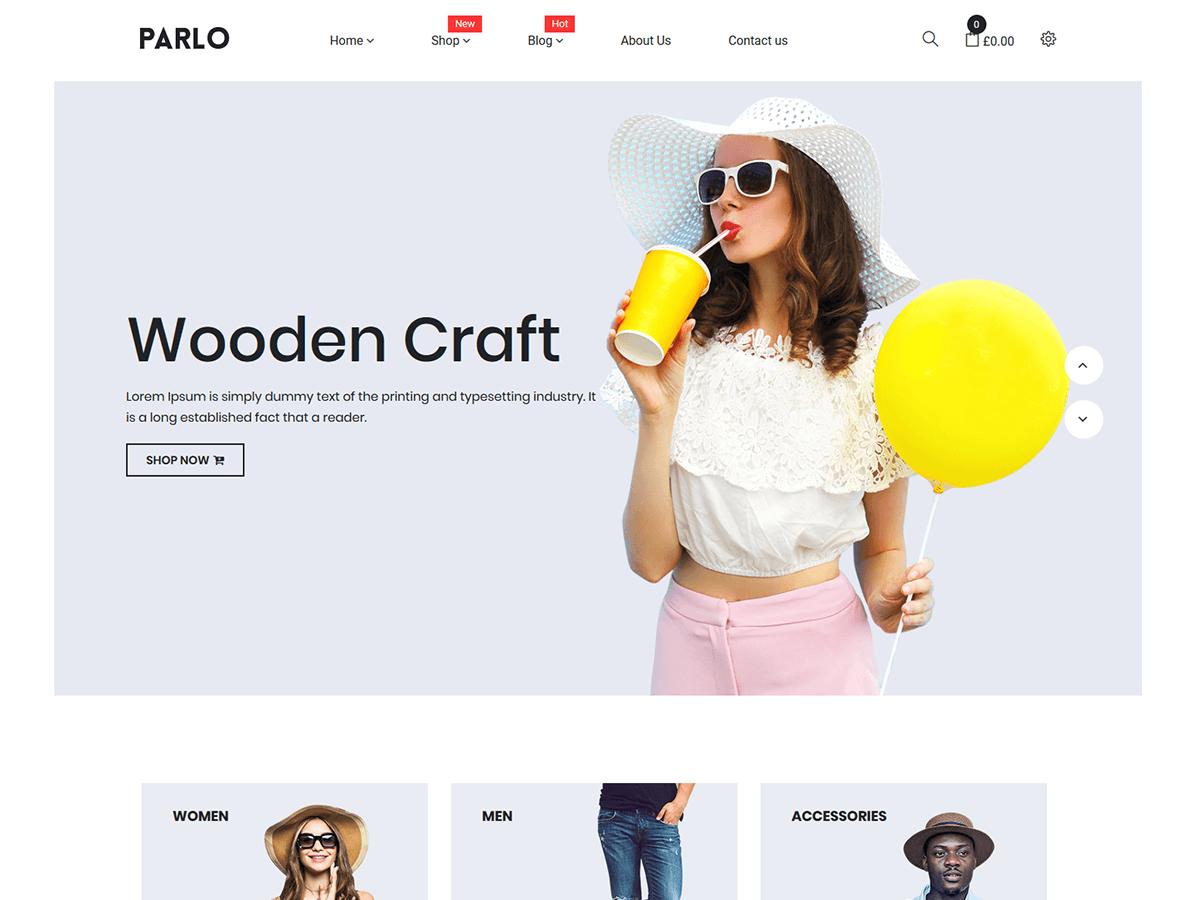 PARLO
New
Hot
Home
Shop
Blog
About Us
Contact us
0
£0.00
Wooden Craft
Lorem Ipsum is simply dummy text of the printing and typesetting industry. It
is a long established fact that a reader.
SHOP NOW
WOMEN
MEN
ACCESSORIES